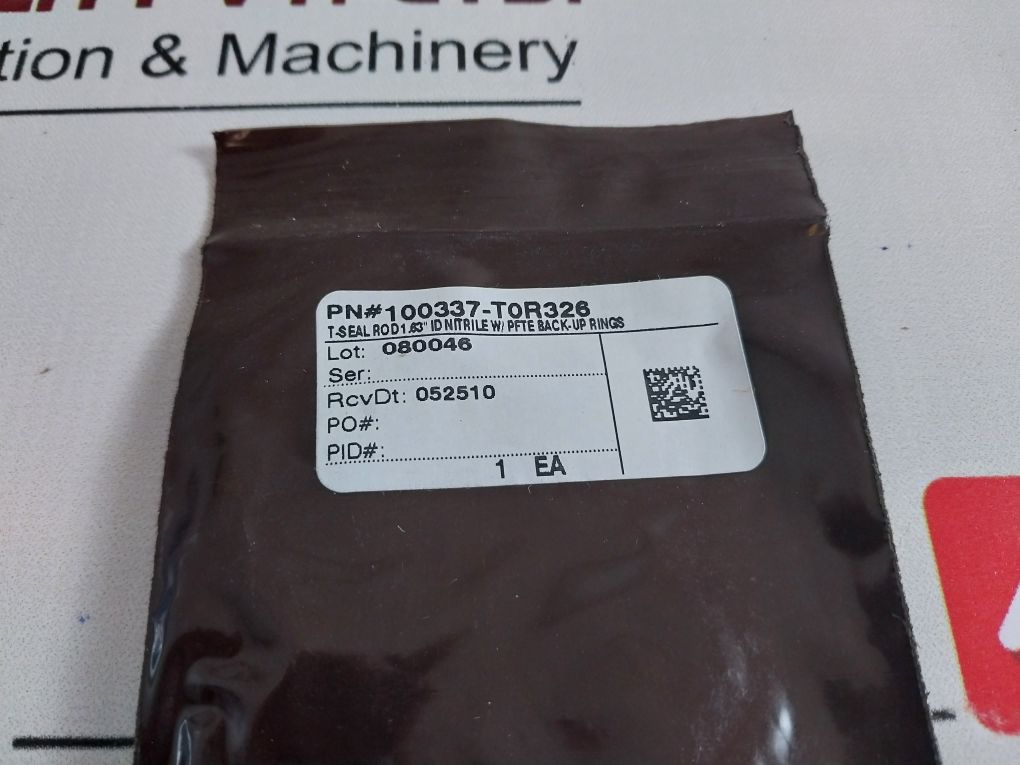 tion & Machinery
PN#100337-T0R326
T-SEAL ROD 1.63" ID NITRILE W/ PFTE BACK-UP RINGS
Lot: 080046
Ser:
RcvDt: 052510
PO#:
PID#:
1 EA